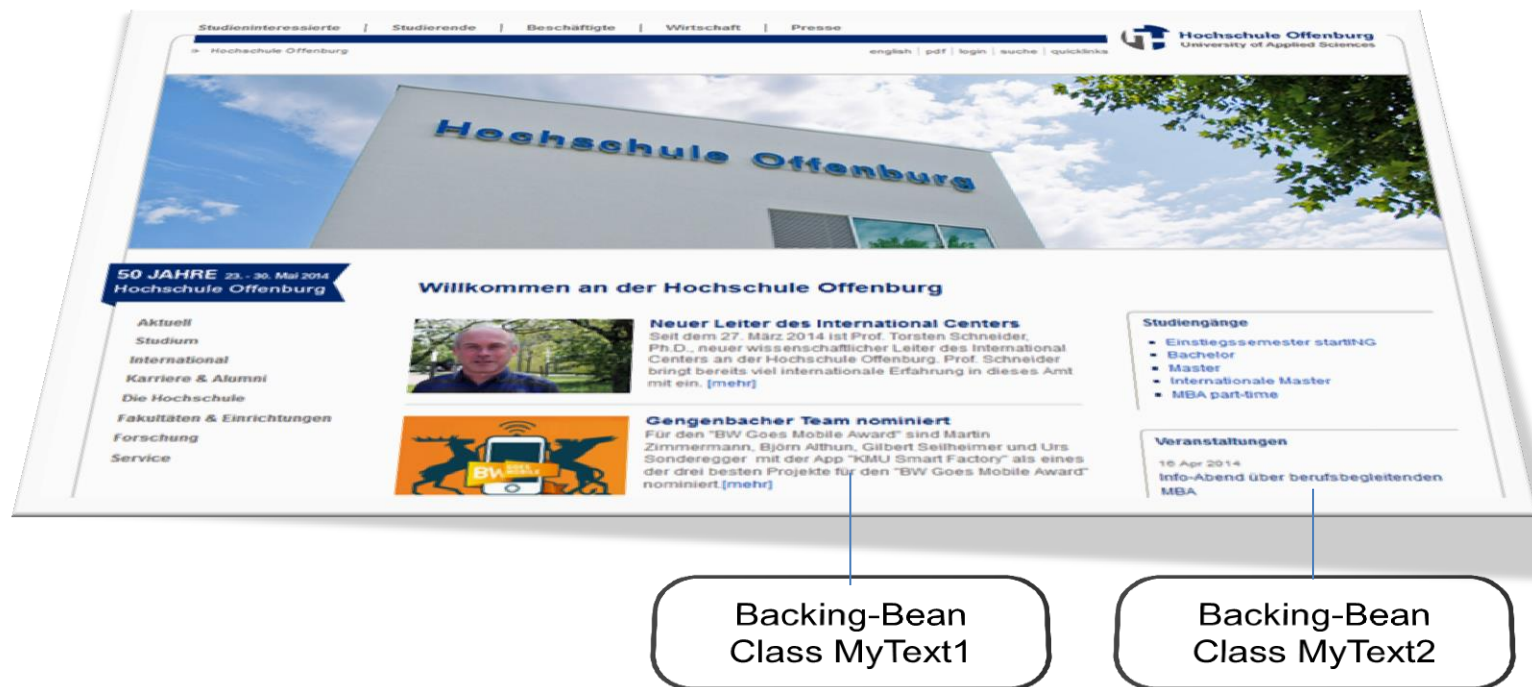 Studieninteressierte | Studierende | Beschäftigte | Wirtschaft | Presse
Hochschule Offenburg
english | pdf | login | suche | quicklinks
Hochschule Offenburg
University of Applied Sciences
Hochschule Offenburg
50 JAHRE 23. - 30. Mai 2014
Hochschule Offenburg
Aktuell
Studium
International
Karriere & Alumni
Die Hochschule
Fakultäten & Einrichtungen
Forschung
Service
Willkommen an der Hochschule Offenburg
Neuer Leiter des International Centers
Seit dem 27. März 2014 ist Prof. Torsten Schneider,
Ph.D., neuer wissenschaftlicher Leiter des International
Centers an der Hochschule Offenburg. Prof. Schneider
bringt bereits viel internationale Erfahrung in dieses Amt
mit ein. [mehr]
BW GOES MOBILE
Gengenbacher Team nominiert
Für den "BW Goes Mobile Award" sind Martin
Zimmermann, Björn Althun, Gilbert Seilheimer und Urs
Sonderegger mit der App "KMU Smart Factory" als eines
der drei besten Projekte für den "BW Goes Mobile Award"
nominiert.[mehr]
Studiengänge
Einstiegssemester startING
Bachelor
Master
Internationale Master
MBA part-time
Veranstaltungen
16 Apr 2014
Info-Abend über berufsbegleitenden
MBA
Backing-Bean
Class MyText1
Backing-Bean
Class MyText2